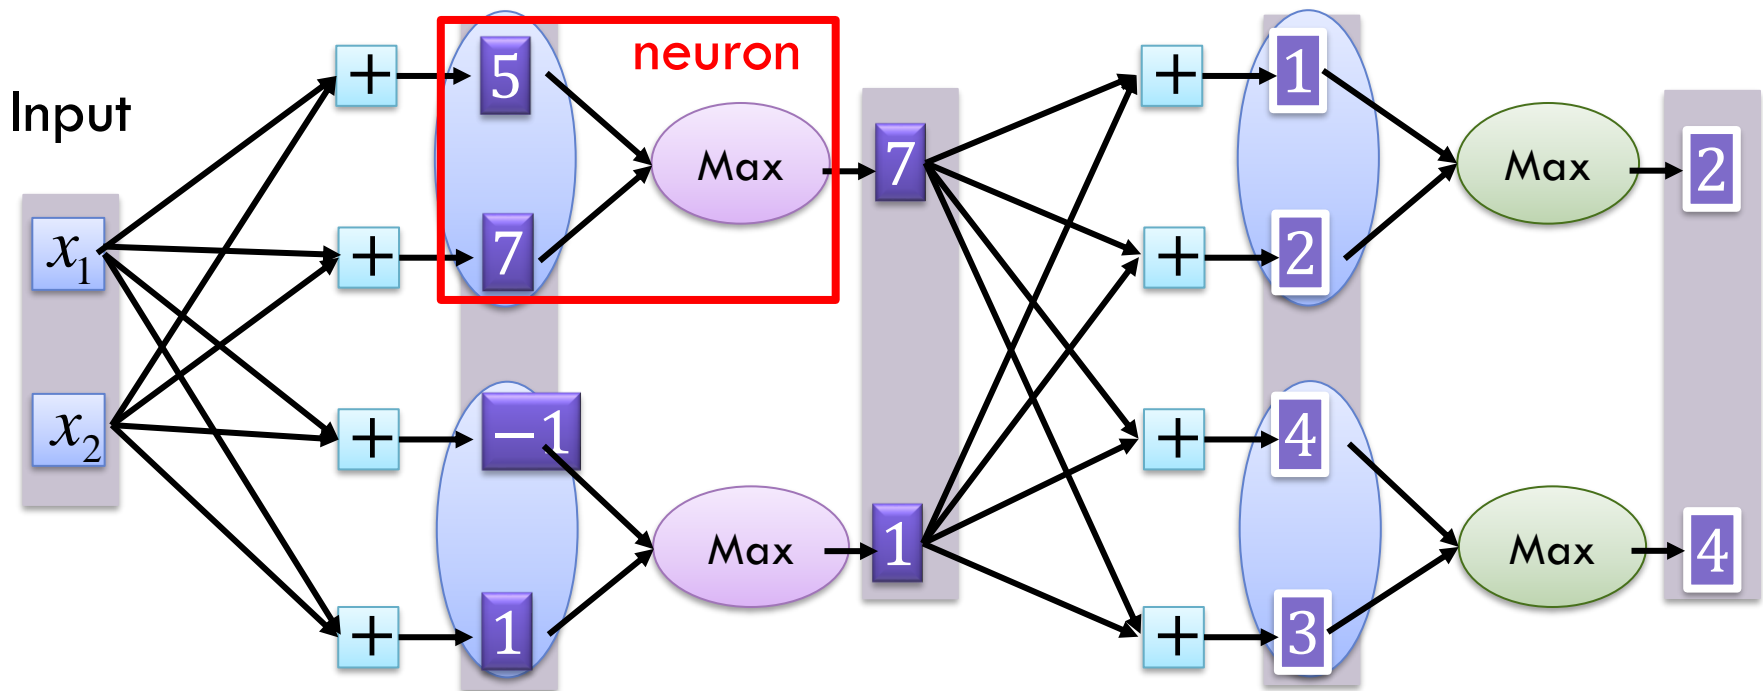 Input
neuron
x₁
x₂
+
+
+
+
5
7
−1
1
Max
Max
7
1
+
+
+
+
1
2
4
3
Max
Max
2
4